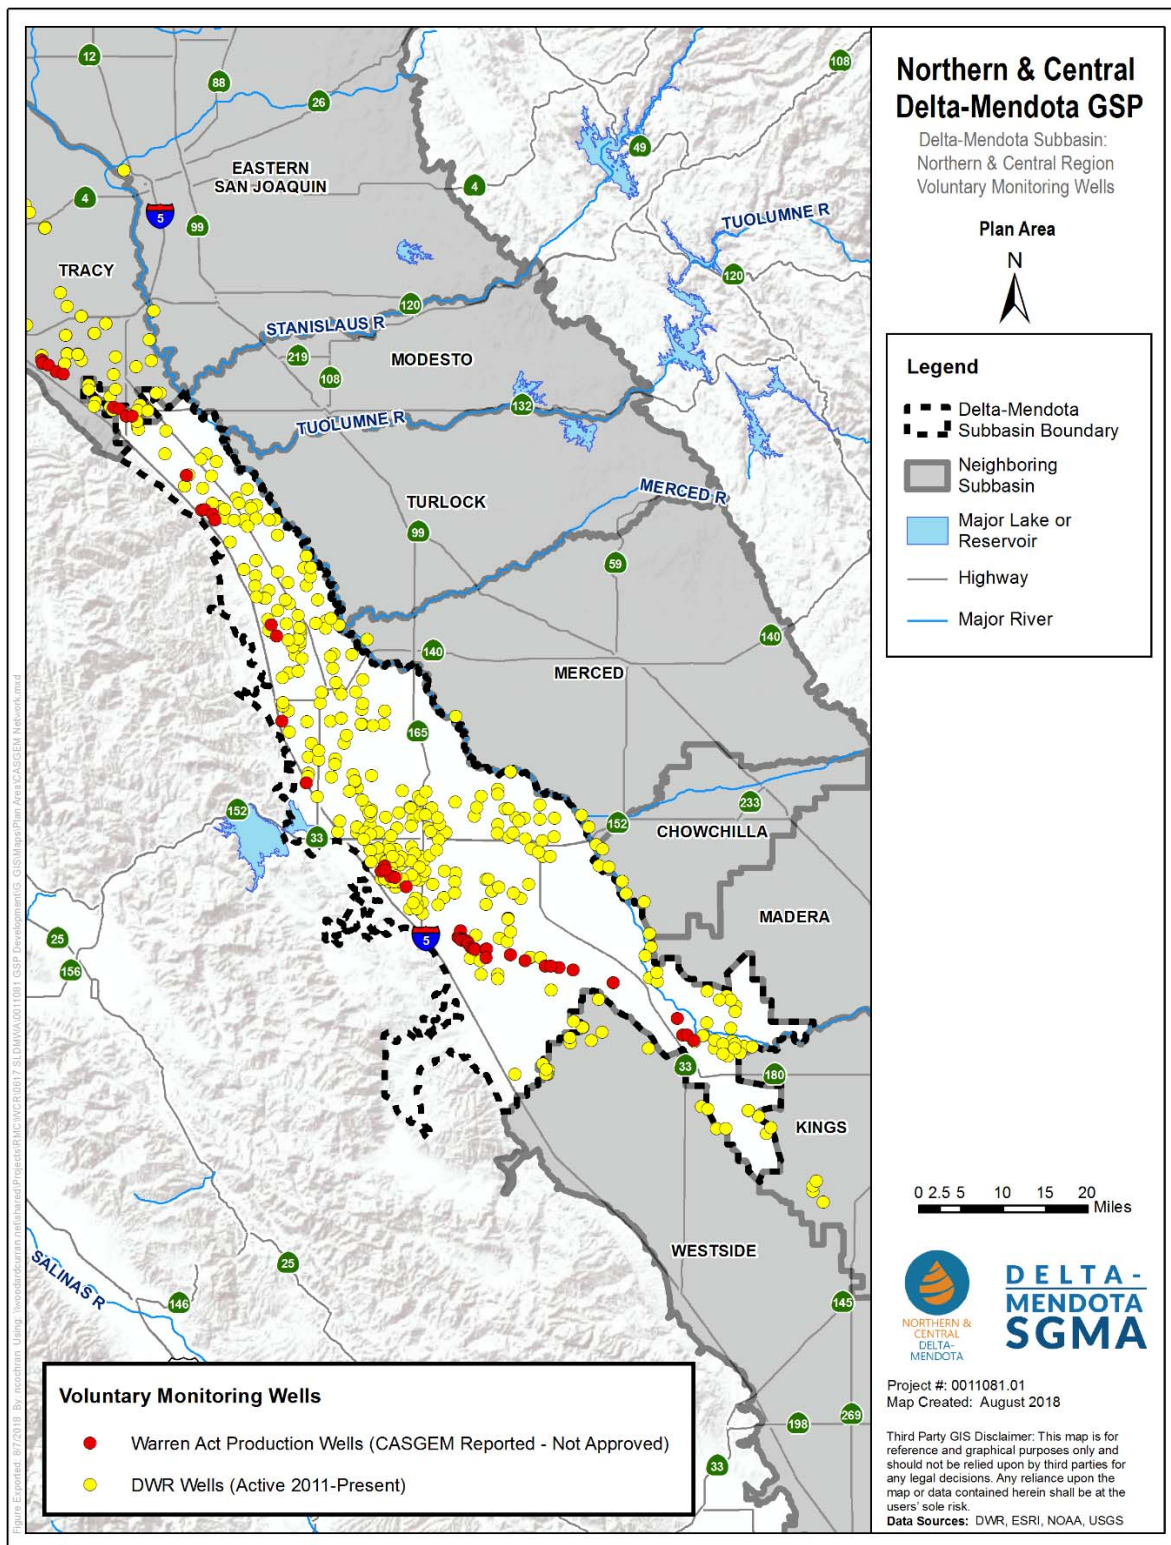 Northern & Central
Delta-Mendota GSP
Delta-Mendota Subbasin:
Northern & Central Region
Voluntary Monitoring Wells
Plan Area
N
Legend
Delta-Mendota
Subbasin Boundary
Neighboring
Subbasin
Major Lake or
Reservoir
Highway
Major River
12
88
26
108
49
EASTERN
SAN JOAQUIN
4
4
5
99
TUOLUMNE R
120
TRACY
120
STANISLAUS R
219
MODESTO
108
132
TUOLUMNE R
MERCED R
TURLOCK
99
59
140
140
MERCED
165
233
152
152
CHOWCHILLA
33
MADERA
25
5
156
33
180
KINGS
WESTSIDE
SALINAS R
25
146
145
198
269
33
0 2.5 5 10 15 20
Miles
NORTHERN &
CENTRAL
DELTA-
MENDOTA
DELTA-
MENDOTA
SGMA
Project #: 0011081.01
Map Created: August 2018
Third Party GIS Disclaimer: This map is for
reference and graphical purposes only and
should not be relied upon by third parties for
any legal decisions. Any reliance upon the
map or data contained herein shall be at the
users' sole risk.
Data Sources: DWR, ESRI, NOAA, USGS
Voluntary Monitoring Wells
Warren Act Production Wells (CASGEM Reported - Not Approved)
DWR Wells (Active 2011-Present)